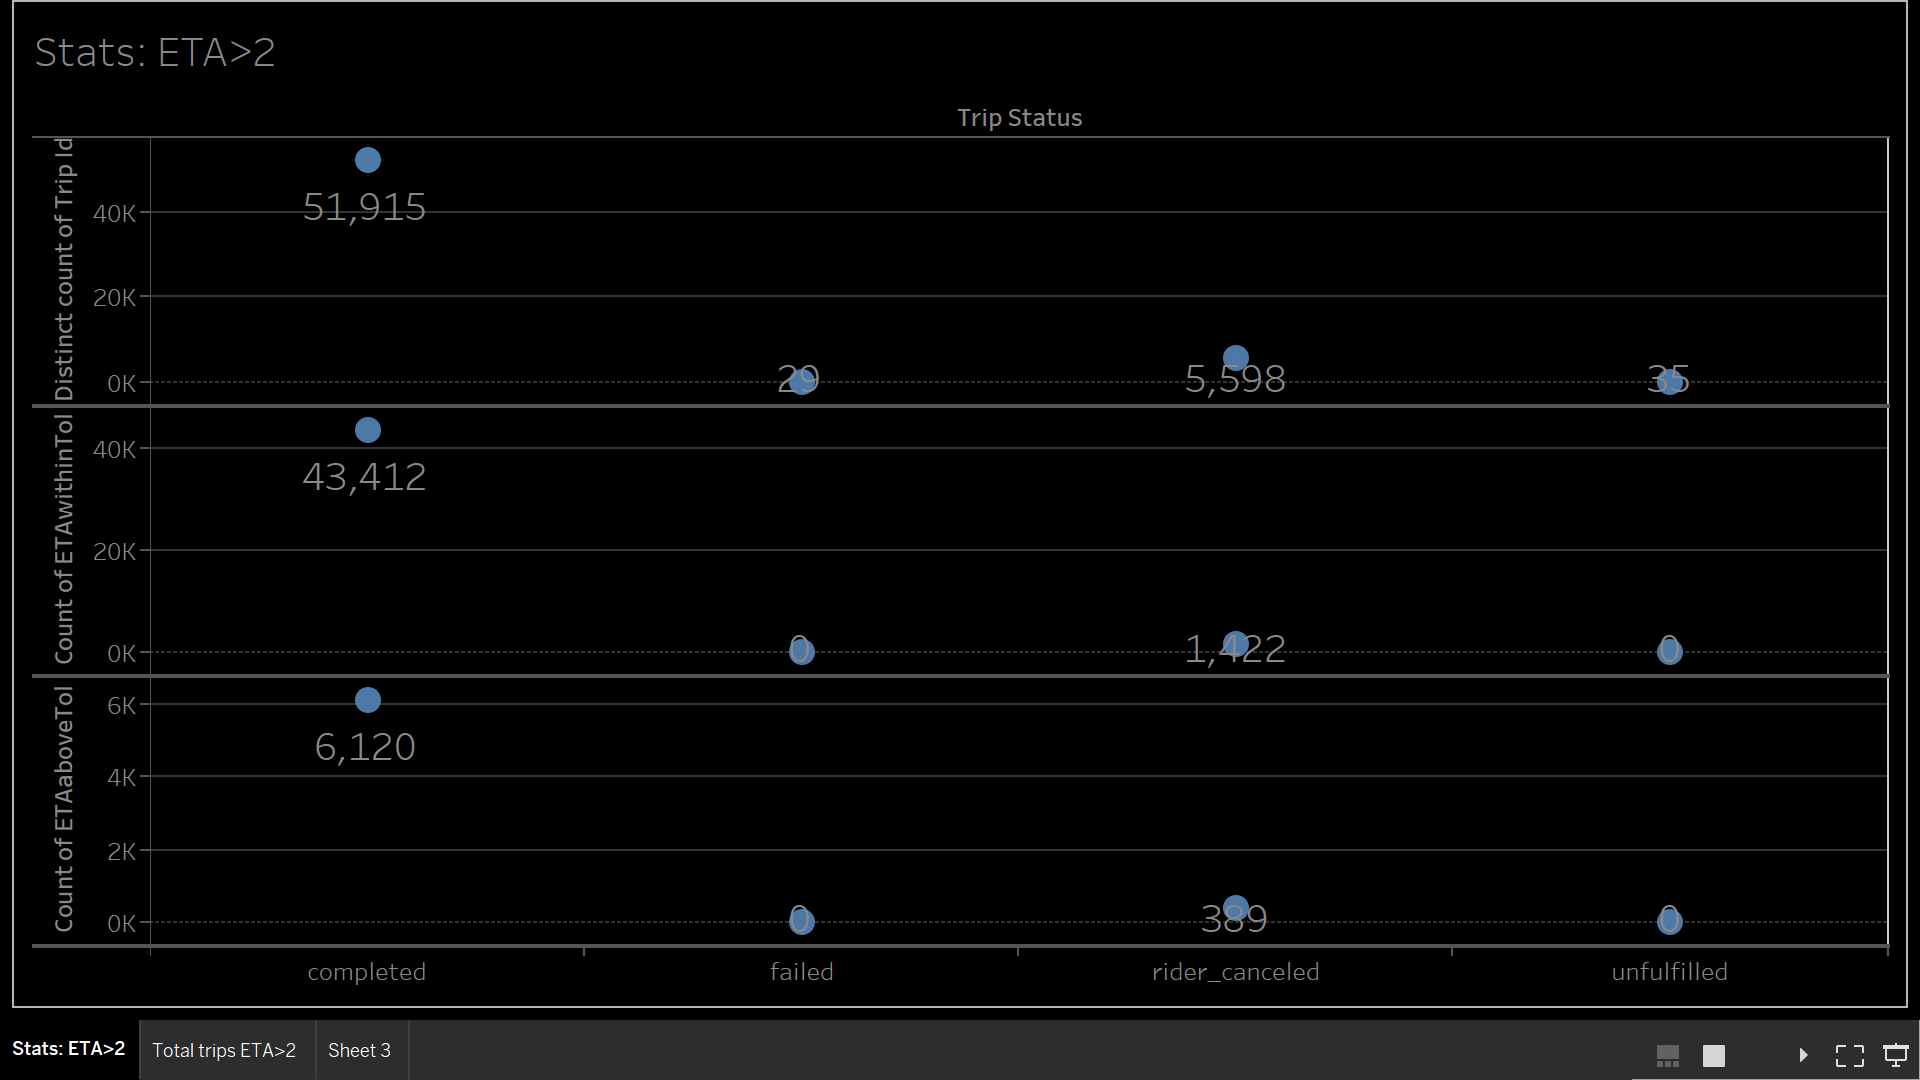 Stats: ETA>2
Trip Status
Distinct count of Trip Id
40K
20K
0K
51,915
29
5,598
35
Count of ETAwithinTol
40K
20K
0K
43,412
0
1,422
0
Count of ETAaboveTol
6K
4K
2K
0K
6,120
0
389
0
completed failed rider_canceled unfulfilled
Stats: ETA>2 Total trips ETA>2 Sheet 3